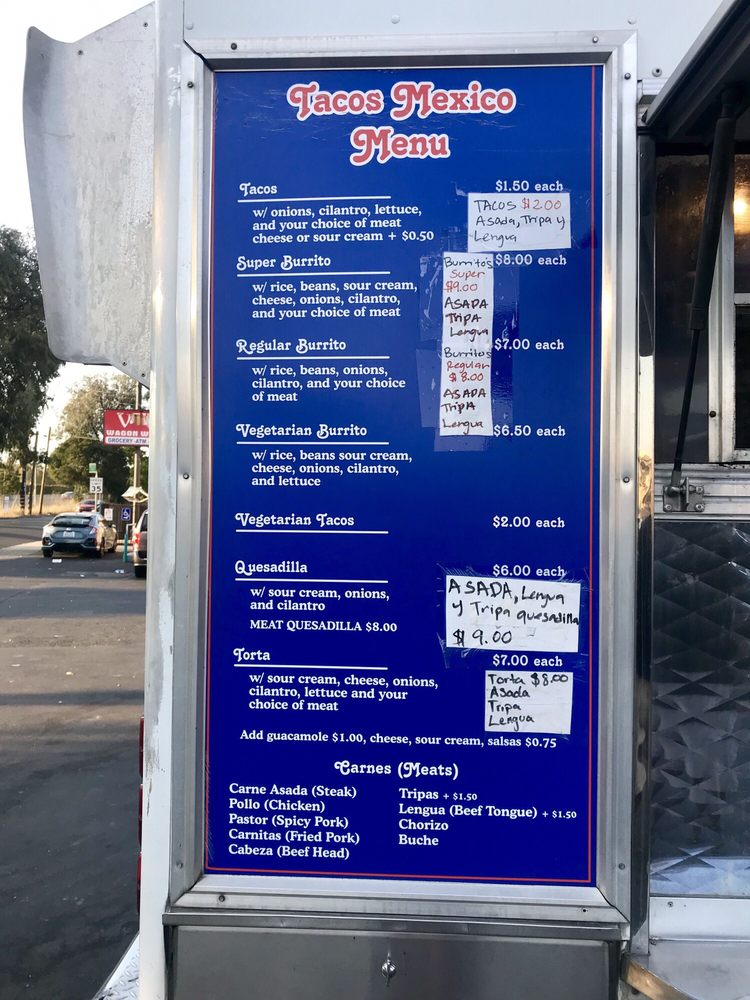 Tacos Mexico
Menu
Tacos
$1.50 each
w/ onions, cilantro, lettuce,
and your choice of meat
cheese or sour cream + $0.50
TACOS $2.00
Asada, Tripa y
Lengua
Super Burrito
$8.00 each
w/ rice, beans, sour cream,
cheese, onions, cilantro,
and your choice of meat
Burritos
Super
$9.00
ASADA
TRIPA
Lengua
Regular Burrito
$7.00 each
w/ rice, beans, onions,
cilantro, and your choice
of meat
Burritos
Regular
$8.00
ASADA
TripA
Lengua
Vegetarian Burrito
$6.50 each
w/ rice, beans sour cream,
cheese, onions, cilantro,
and lettuce
Vegetarian Tacos
$2.00 each
Quesadilla
$6.00 each
w/ sour cream, onions,
and cilantro
MEAT QUESADILLA $8.00
ASADA, Lengua
y Tripa quesadilla
$9.00
Torta
$7.00 each
w/ sour cream, cheese, onions,
cilantro, lettuce and your
choice of meat
Torta $8.00
Asada
Tripa
Lengua
Add guacamole $1.00, cheese, sour cream, salsas $0.75
Carnes (Meats)
Carne Asada (Steak)
Pollo (Chicken)
Pastor (Spicy Pork)
Carnitas (Fried Pork)
Cabeza (Beef Head)
Tripas + $1.50
Lengua (Beef Tongue) + $1.50
Chorizo
Buche
WAGON
GROCERY ATM
35